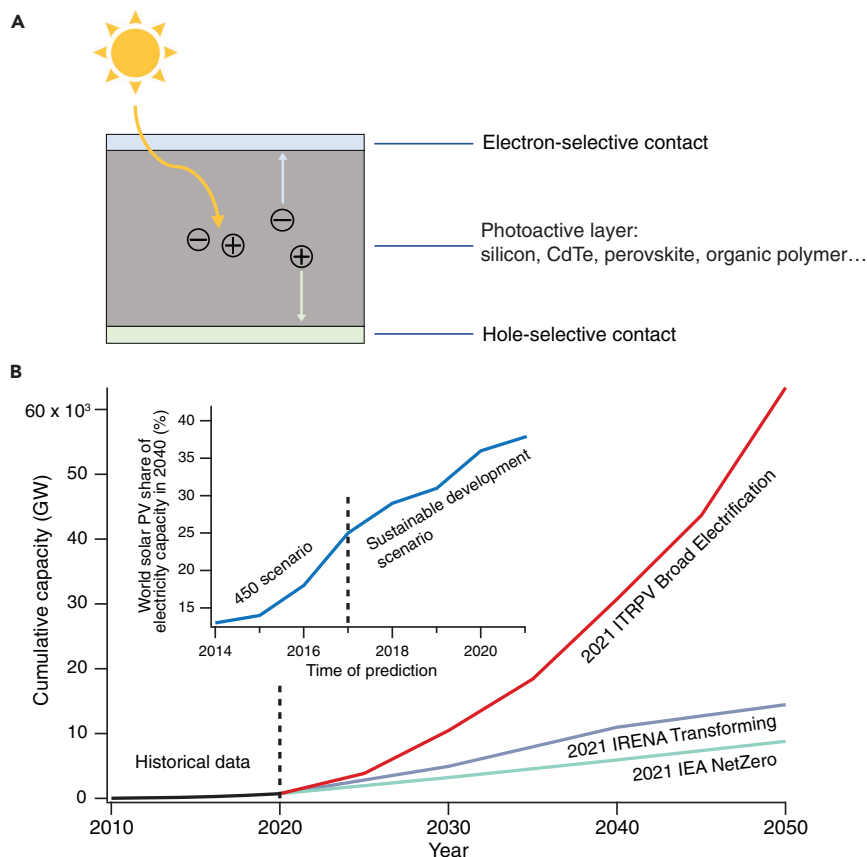 A
Electron-selective contact
Photoactive layer:
silicon, CdTe, perovskite, organic polymer…
Hole-selective contact
B
60 x 10³
50
40
30
20
10
0
Cumulative capacity (GW)
2010
2020
2030
2040
2050
Year
Historical data
2021 ITRPV Broad Electrification
2021 IRENA Transforming
2021 IEA NetZero
World solar PV share of
electricity capacity in 2040 (%)
40
35
30
25
20
15
2014
2016
2018
2020
Time of prediction
450 scenario
Sustainable development
scenario